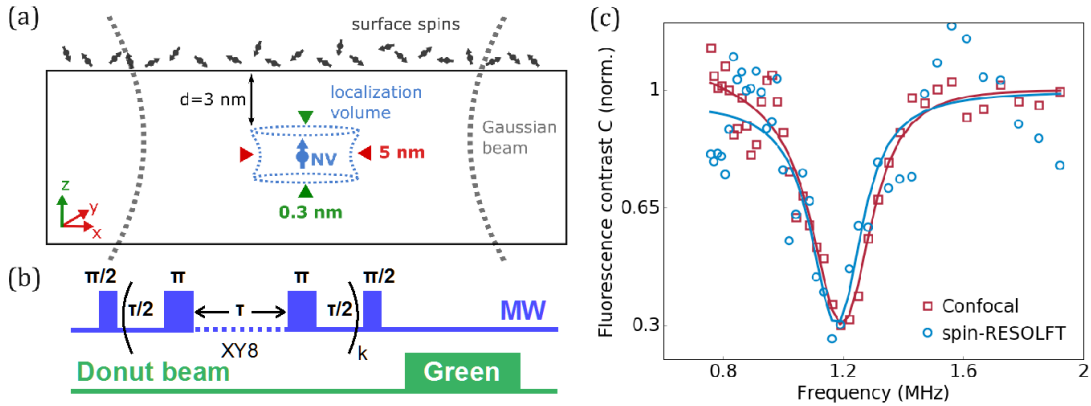 (a)
surface spins
d=3 nm
localization
volume
Gaussian
beam
NV
5 nm
0.3 nm
z
y
x
(b)
π/2
π
π
π/2
τ/2
τ
τ/2
MW
XY8
k
Donut beam
Green
(c)
Fluorescence contrast C (norm.)
1
0.65
0.3
Confocal
spin-RESOLFT
0.8
1.2
1.6
2
Frequency (MHz)